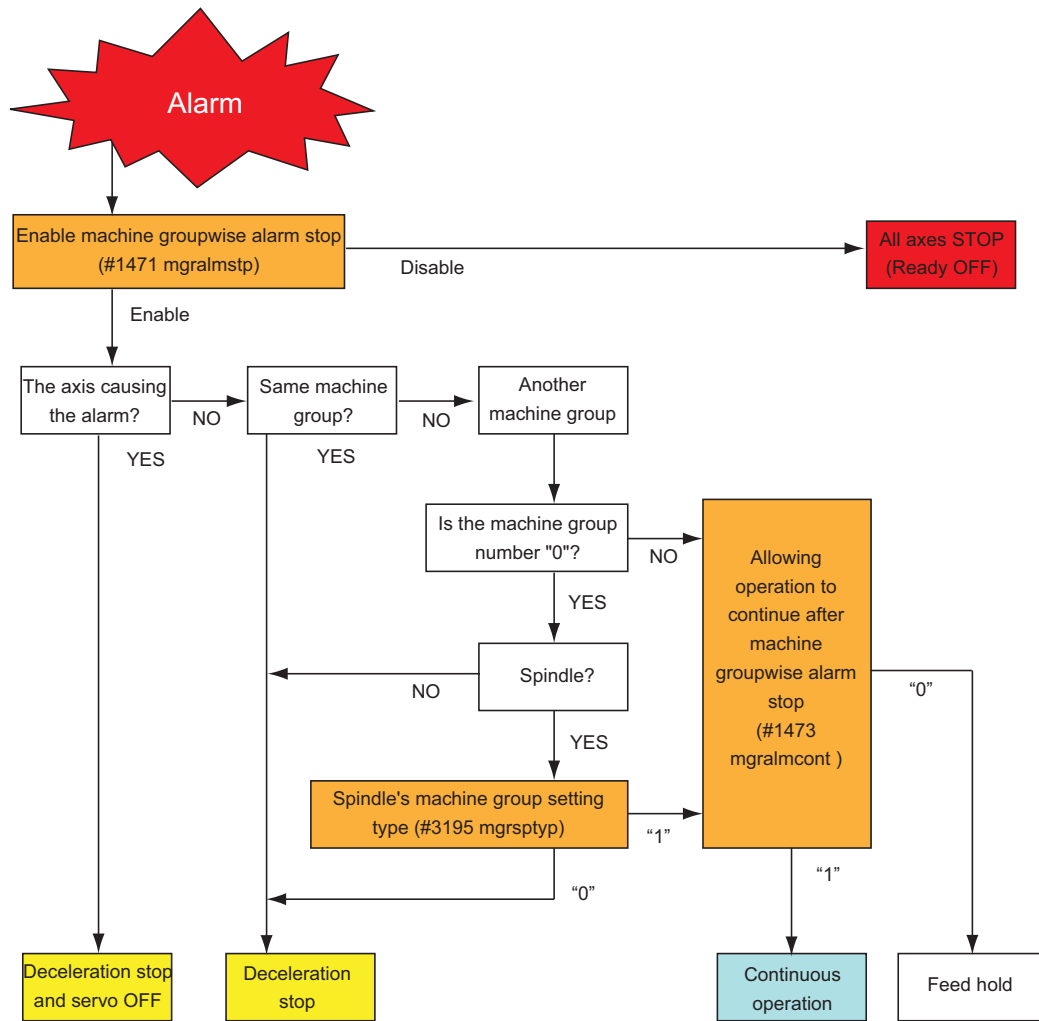 Alarm
Enable machine groupwise alarm stop
(#1471 mgralmstp)
Disable
All axes STOP
(Ready OFF)
Enable
The axis causing
the alarm?
NO
YES
Same machine
group?
NO
YES
Another
machine group
Is the machine group
number "0"?
NO
YES
Spindle?
NO
YES
Spindle's machine group setting
type (#3195 mgrsptyp)
“1”
“0”
Allowing
operation to
continue after
machine
groupwise alarm
stop
(#1473
mgralmcont )
“0”
“1”
Deceleration stop
and servo OFF
Deceleration
stop
Continuous
operation
Feed hold